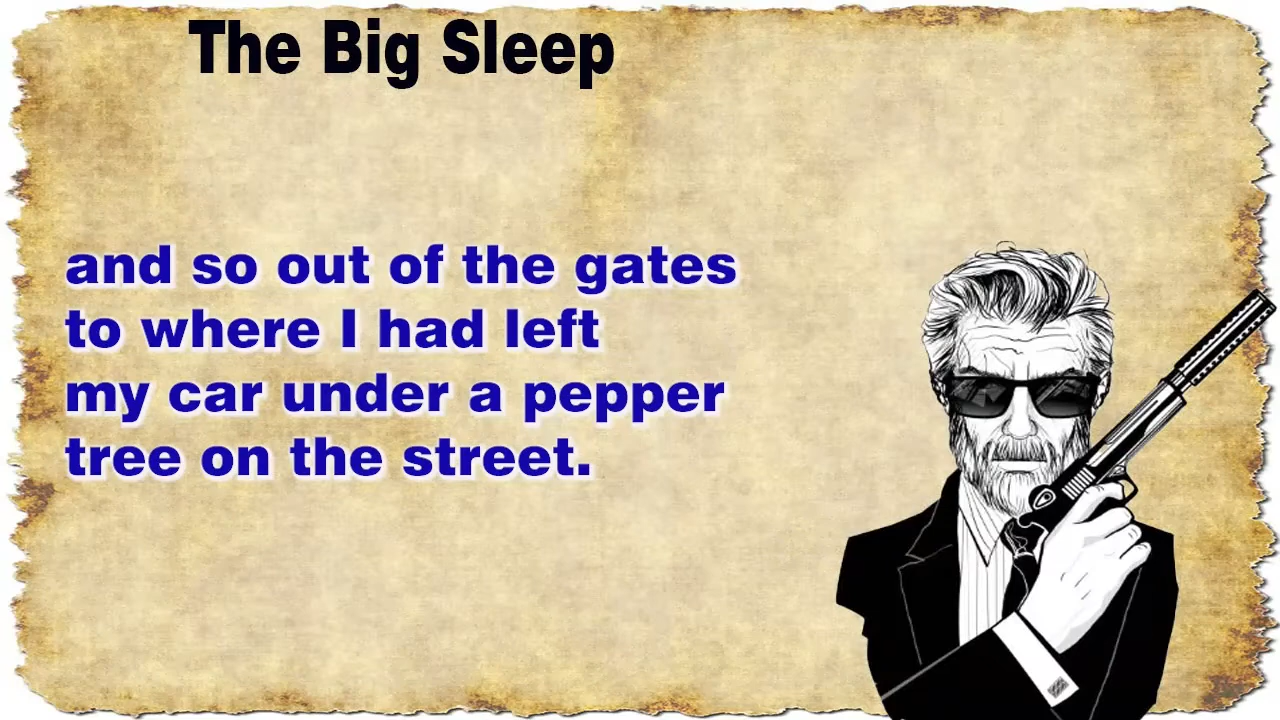 The Big Sleep
and so out of the gates
to where I had left
my car under a pepper
tree on the street.